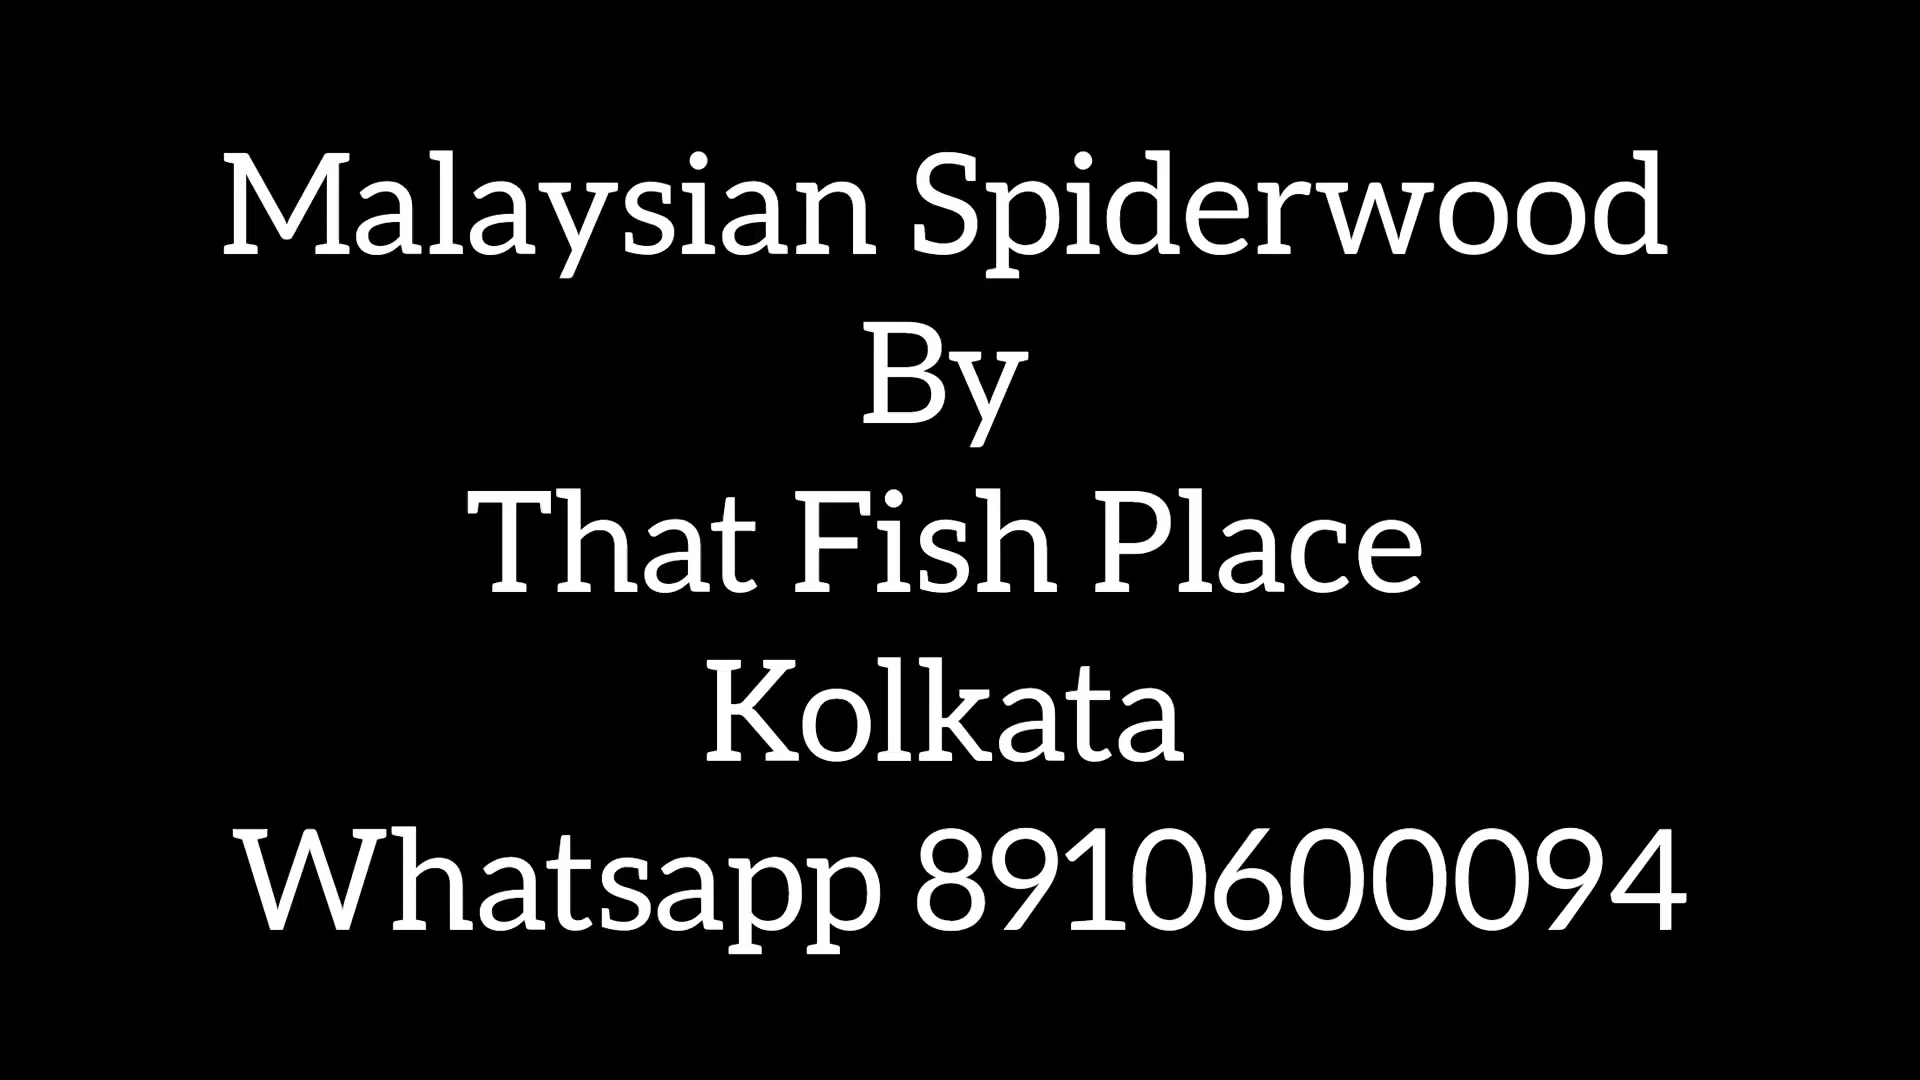 Malaysian Spiderwood
By
That Fish Place
Kolkata
Whatsapp 8910600094